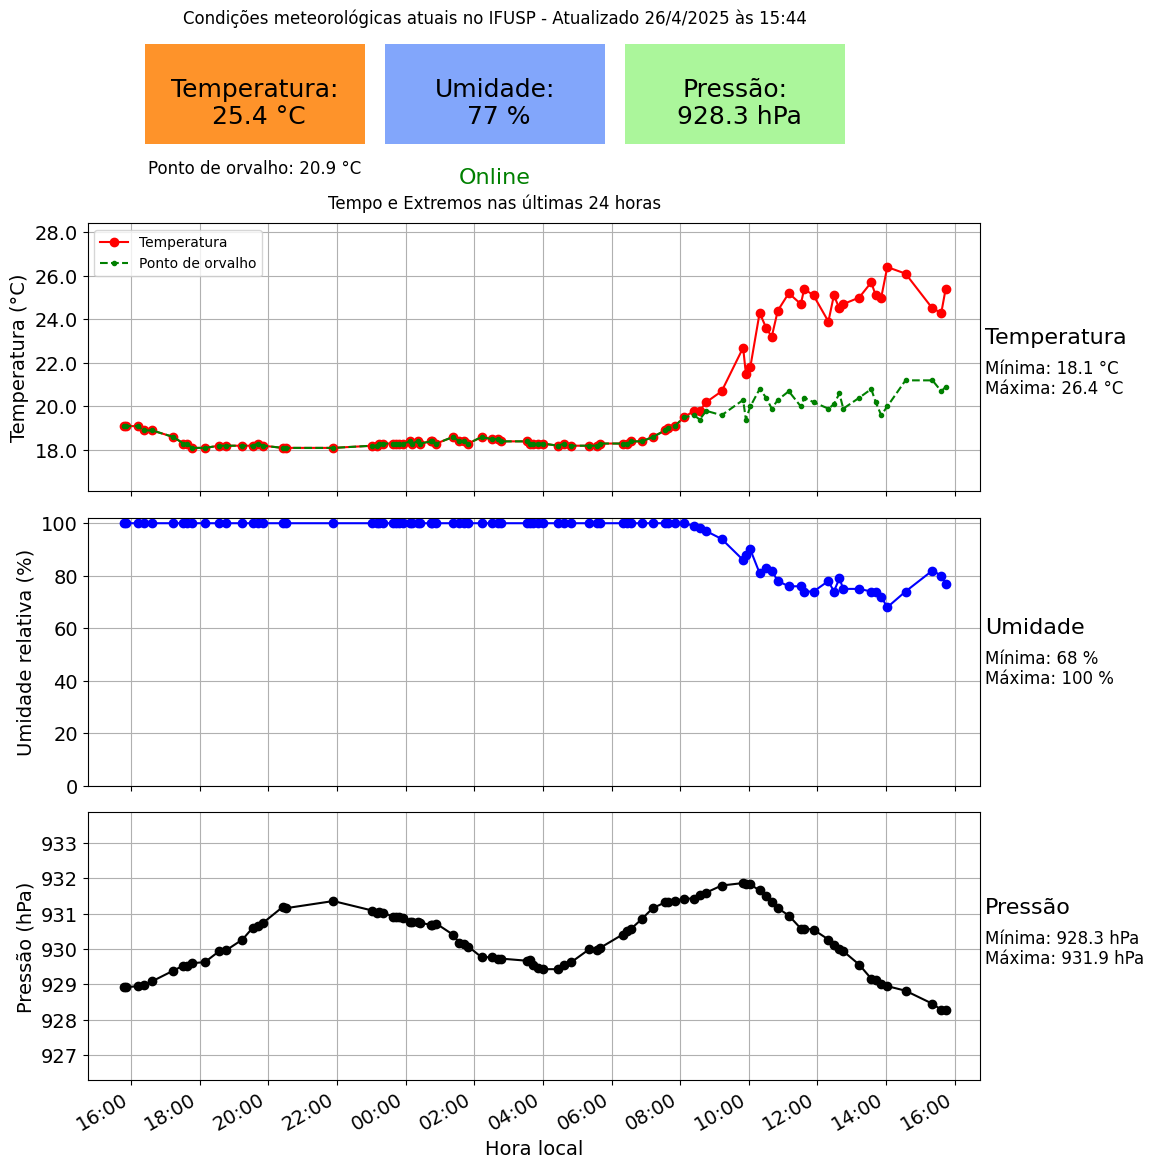 Condições meteorológicas atuais no IFUSP - Atualizado 26/4/2025 às 15:44
Temperatura:
25.4 °C
Umidade:
77 %
Pressão:
928.3 hPa
Ponto de orvalho: 20.9 °C
Online
Tempo e Extremos nas últimas 24 horas
Temperatura (°C)
28.0
26.0
24.0
22.0
20.0
18.0
Temperatura
Ponto de orvalho
Temperatura
Mínima: 18.1 °C
Máxima: 26.4 °C
Umidade relativa (%)
100
80
60
40
20
0
Umidade
Mínima: 68 %
Máxima: 100 %
Pressão (hPa)
933
932
931
930
929
928
927
Pressão
Mínima: 928.3 hPa
Máxima: 931.9 hPa
16:00 18:00 20:00 22:00 00:00 02:00 04:00 06:00 08:00 10:00 12:00 14:00 16:00
Hora local